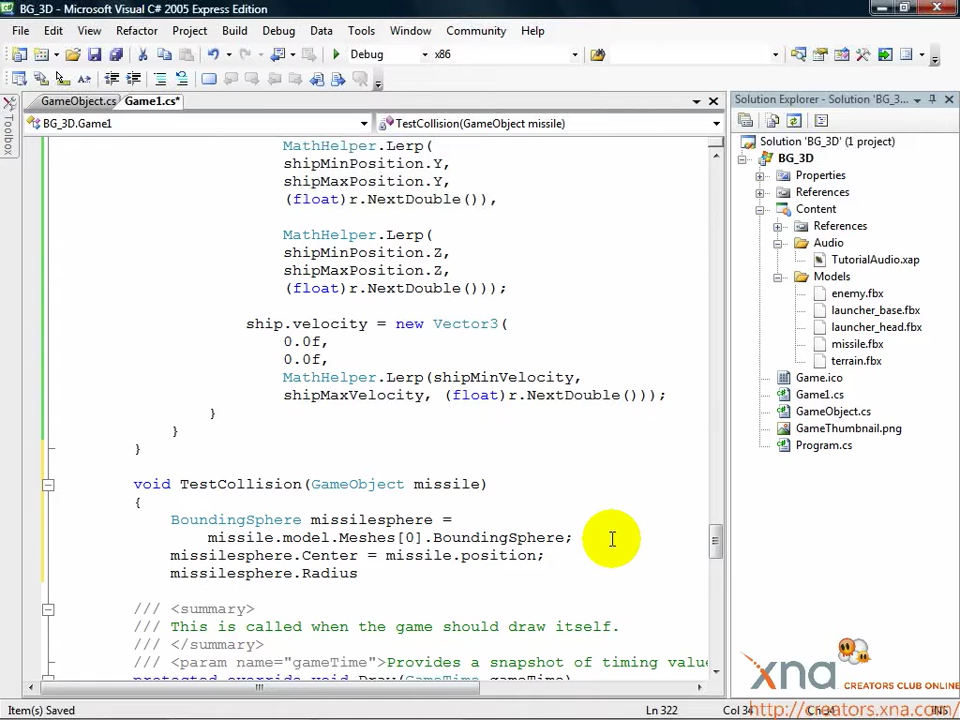 BG_3D - Microsoft Visual C# 2005 Express Edition
File Edit View Refactor Project Build Debug Data Tools Window Community Help
Debug x86
GameObject.cs Game1.cs*
BG_3D.Game1 TestCollision(GameObject missile)
Toolbox
MathHelper.Lerp(
shipMinPosition.Y,
shipMaxPosition.Y,
(float)r.NextDouble()),
MathHelper.Lerp(
shipMinPosition.Z,
shipMaxPosition.Z,
(float)r.NextDouble()));
ship.velocity = new Vector3(
0.0f,
0.0f,
MathHelper.Lerp(shipMinVelocity,
shipMaxVelocity, (float)r.NextDouble()));
}
}
}
void TestCollision(GameObject missile)
{
BoundingSphere missilesphere =
missile.model.Meshes[0].BoundingSphere;
missilesphere.Center = missile.position;
missilesphere.Radius
/// <summary>
/// This is called when the game should draw itself.
/// </summary>
/// <param name="gameTime">Provides a snapshot of timing value
protected override void Draw(GameTime gameTime)
Solution Explorer - Solution 'BG_3...
Solution 'BG_3D' (1 project)
BG_3D
Properties
References
Content
References
Audio
TutorialAudio.xap
Models
enemy.fbx
launcher_base.fbx
launcher_head.fbx
missile.fbx
terrain.fbx
Game.ico
Game1.cs
GameObject.cs
GameThumbnail.png
Program.cs
xna CREATORS CLUB ONLINE
http://creators.xna.com/
Item(s) Saved Ln 322 Col 34 INS